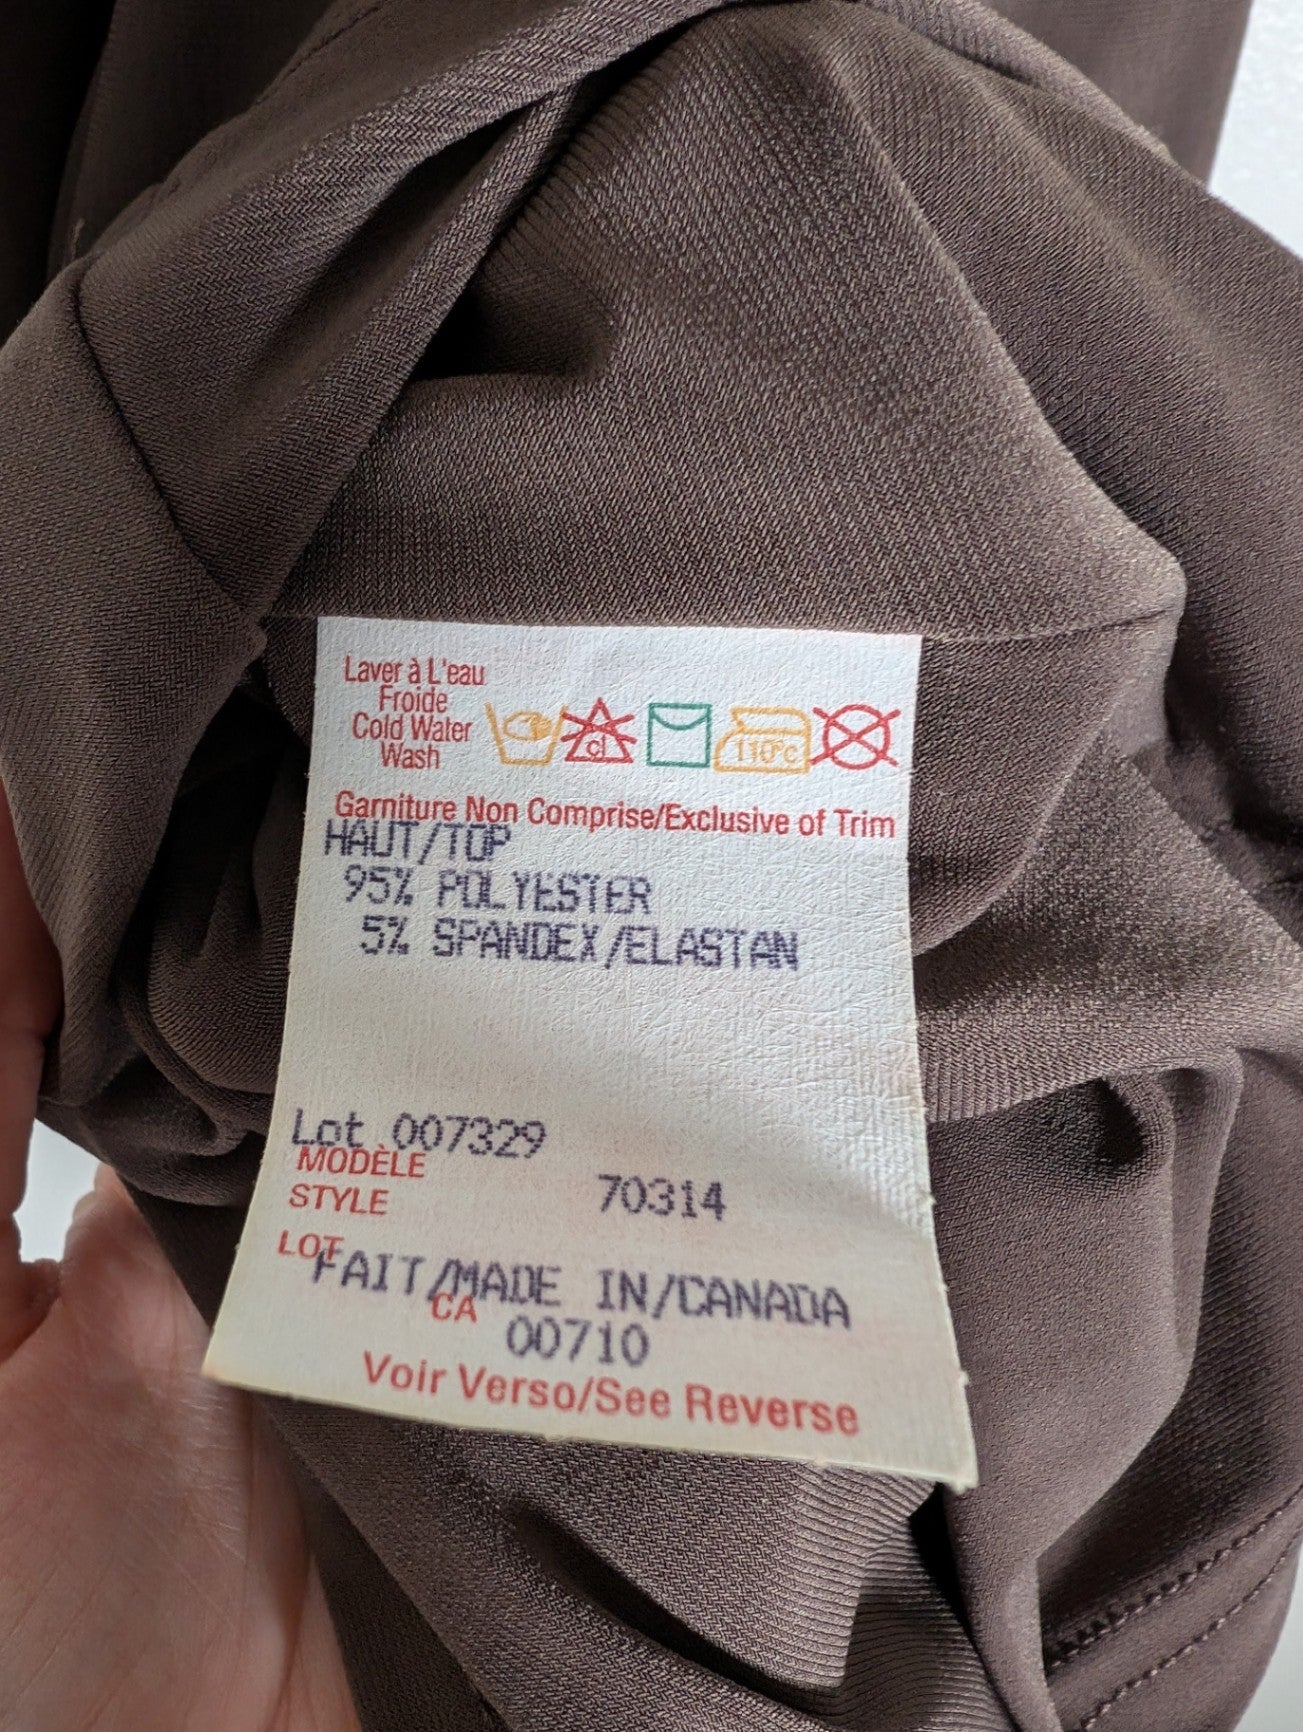 Laver à L'eau
Froide
Cold Water
Wash
cl
110°c
Garniture Non Comprise/Exclusive of Trim
HAUT/TOP
95% POLYESTER
5% SPANDEX/ELASTAN
Lot 007329
MODÈLE
STYLE 70314
LOT
FAIT/MADE IN/CANADA
CA 00710
Voir Verso/See Reverse